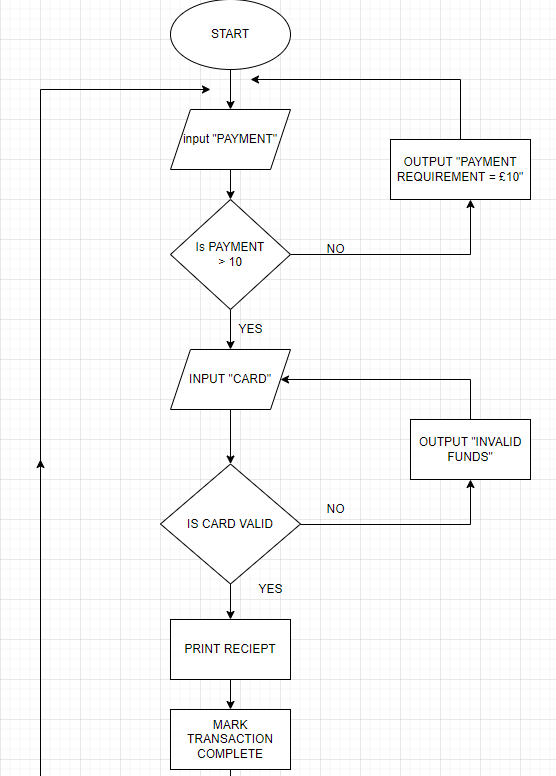 START
input "PAYMENT"
OUTPUT "PAYMENT
REQUIREMENT = £10"
Is PAYMENT
> 10
NO
YES
INPUT "CARD"
OUTPUT "INVALID
FUNDS"
NO
IS CARD VALID
YES
PRINT RECIEPT
MARK
TRANSACTION
COMPLETE